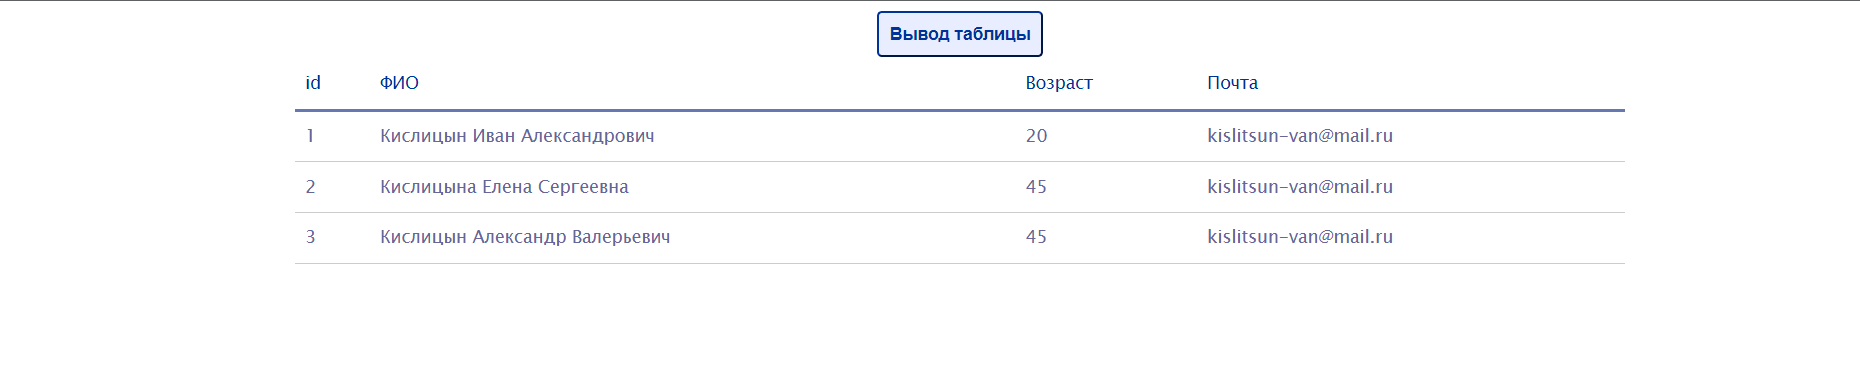 Вывод таблицы
id ФИО Возраст Почта
1 Кислицын Иван Александрович 20 kislitsun-van@mail.ru
2 Кислицына Елена Сергеевна 45 kislitsun-van@mail.ru
3 Кислицын Александр Валерьевич 45 kislitsun-van@mail.ru